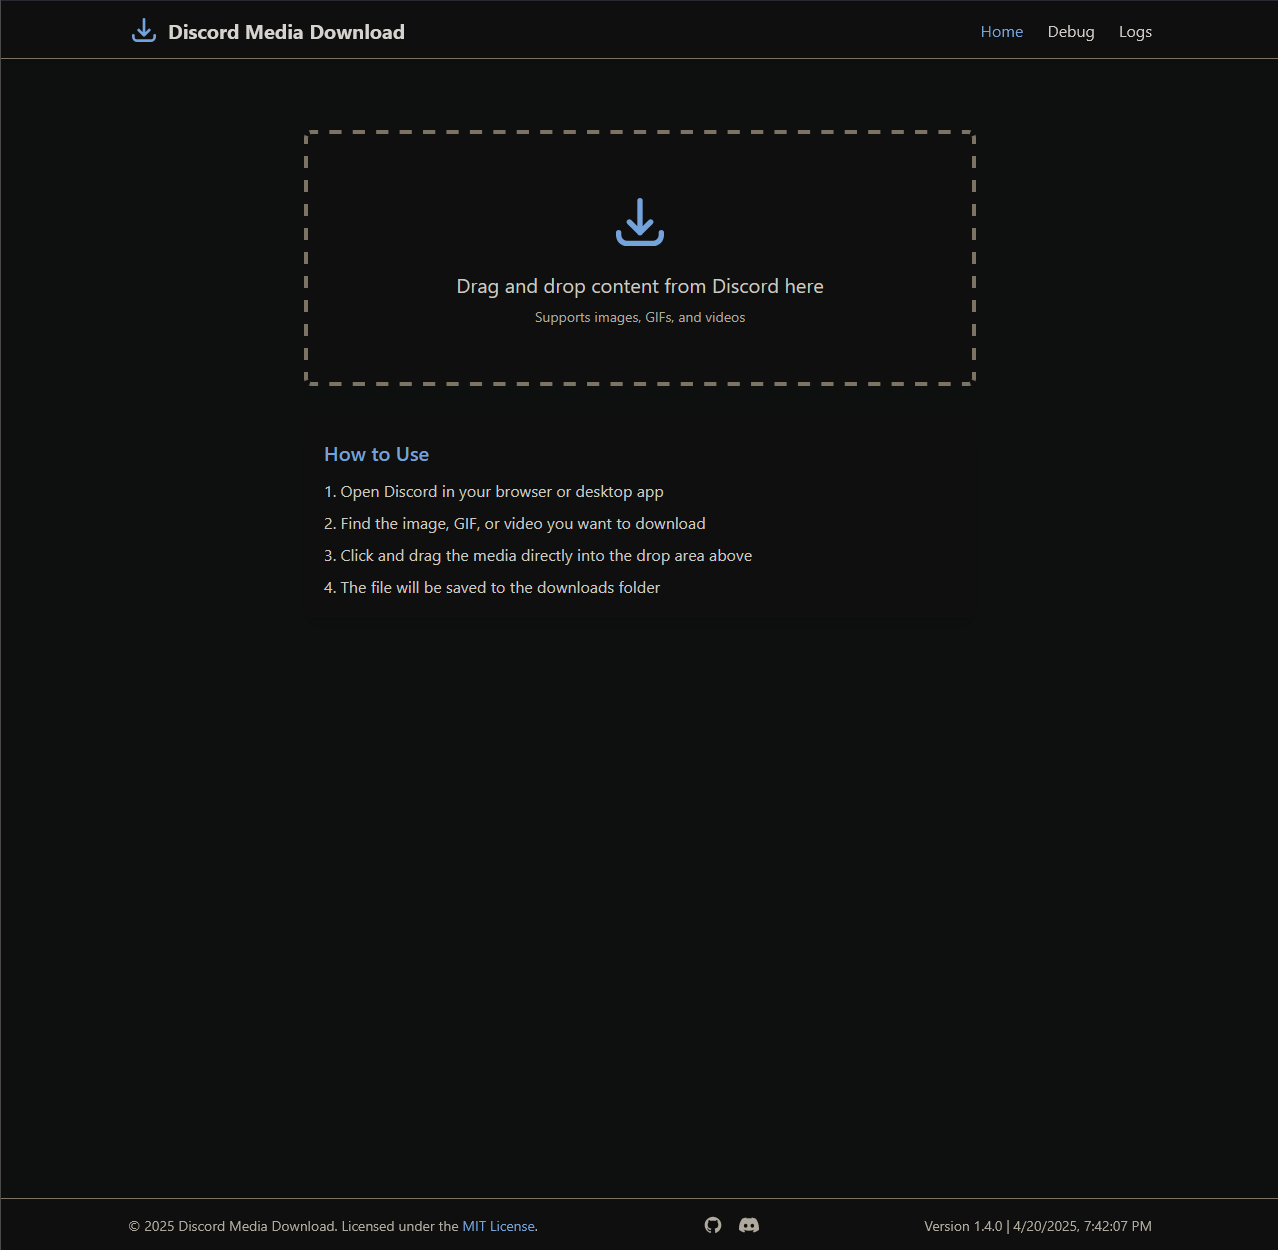 Discord Media Download
Home Debug Logs
Drag and drop content from Discord here
Supports images, GIFs, and videos
How to Use
1. Open Discord in your browser or desktop app
2. Find the image, GIF, or video you want to download
3. Click and drag the media directly into the drop area above
4. The file will be saved to the downloads folder
© 2025 Discord Media Download. Licensed under the MIT License.
Version 1.4.0 | 4/20/2025, 7:42:07 PM